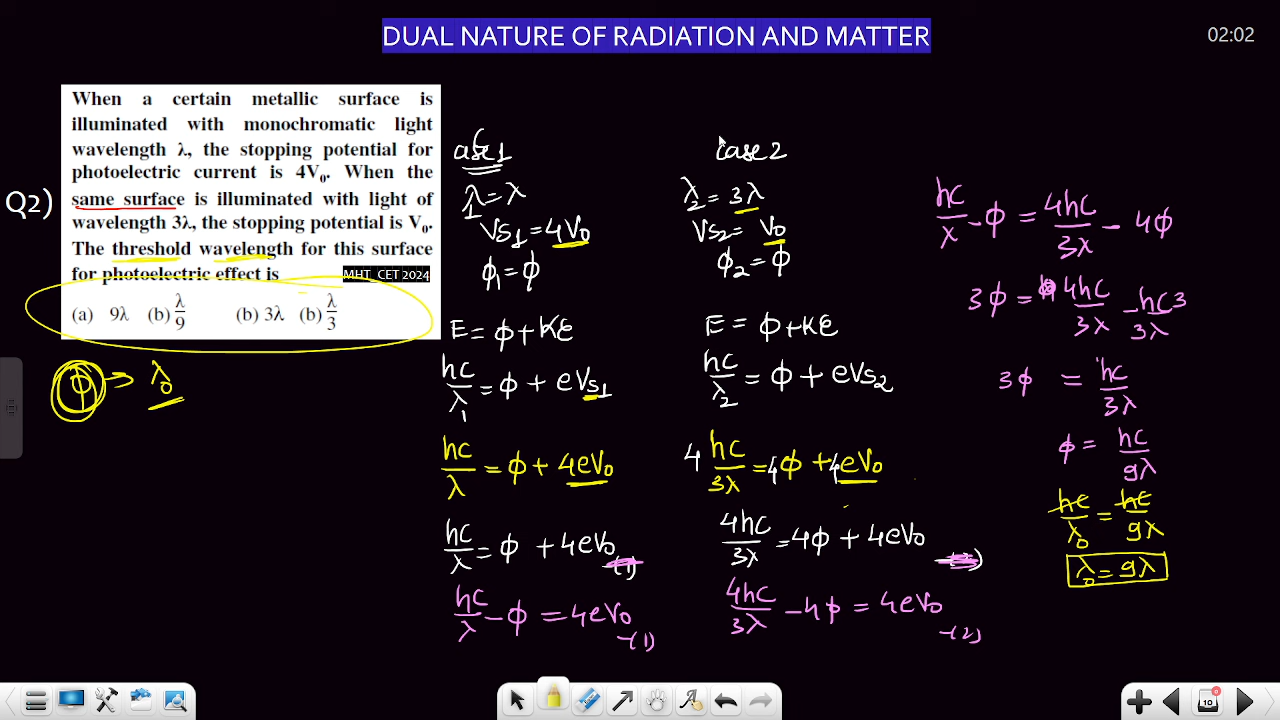 DUAL NATURE OF RADIATION AND MATTER
02:02
Q2)
When a certain metallic surface is
illuminated with monochromatic light
wavelength λ, the stopping potential for
photoelectric current is 4V₀. When the
same surface is illuminated with light of
wavelength 3λ, the stopping potential is V₀.
The threshold wavelength for this surface
for photoelectric effect is
MHT_CET 2024
(a) 9λ (b) λ/9 (b) 3λ (b) λ/3
ϕ → λ₀
Case 1
λ₁ = λ
Vs₁ = 4V₀
ϕ₁ = ϕ
E = ϕ + KE
hc/λ₁ = ϕ + eVs₁
hc/λ = ϕ + 4eV₀
hc/λ = ϕ + 4eV₀ -(1)
hc/λ - ϕ = 4eV₀ -(1)
Case 2
λ₂ = 3λ
Vs₂ = V₀
ϕ₂ = ϕ
E = ϕ + KE
hc/λ₂ = ϕ + eVs₂
4 hc/3λ = 4ϕ + 4eV₀
4hc/3λ = 4ϕ + 4eV₀
4hc/3λ - 4ϕ = 4eV₀ -(2)
hc/λ - ϕ = 4hc/3λ - 4ϕ
3ϕ = 4hc/3λ - hc3/3λ
3ϕ = hc/3λ
ϕ = hc/9λ
hc/λ₀ = hc/9λ
λ₀ = 9λ
10